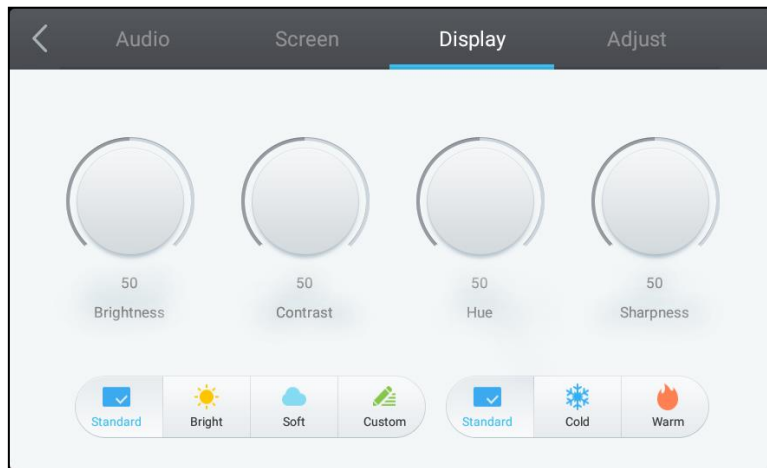 Audio Screen Display Adjust
50 50 50 50
Brightness Contrast Hue Sharpness
Standard Bright Soft Custom Standard Cold Warm